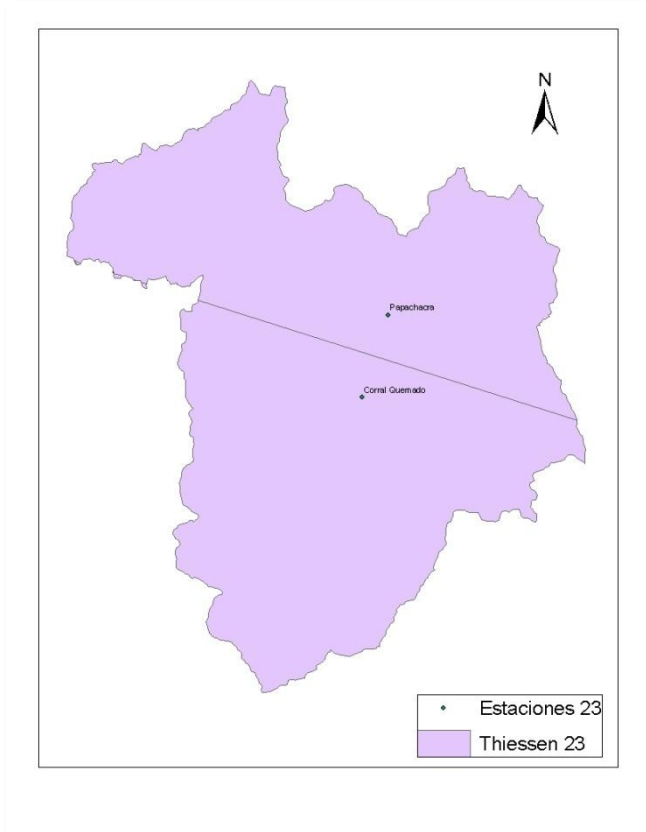 N
Papachacra
Corral Quemado
Estaciones 23
Thiessen 23